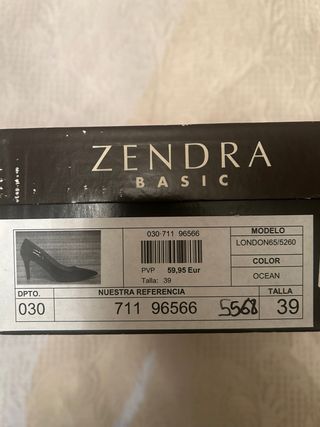 ZENDRA
BASIC
030 711 96566
PVP 59,95 Eur
Talla: 39
MODELO
LONDON65/5260
COLOR
OCEAN
DPTO. NUESTRA REFERENCIA TALLA
030 711 96566 5568 39